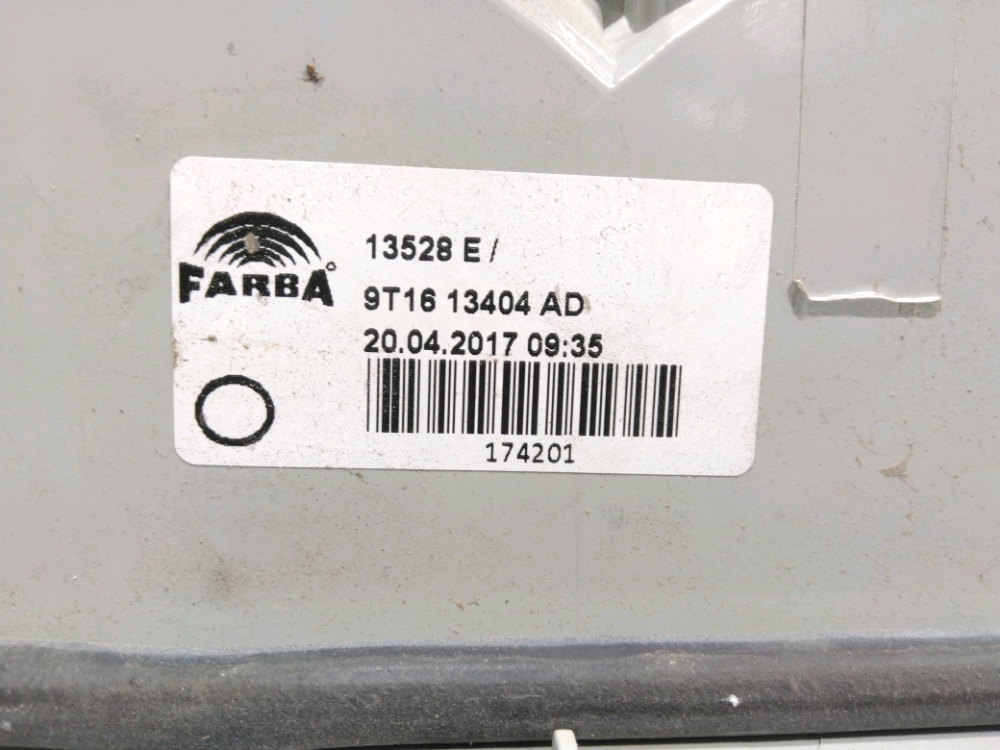 FARBA
13528 E/
9T16 13404 AD
20.04.2017 09:35
174201